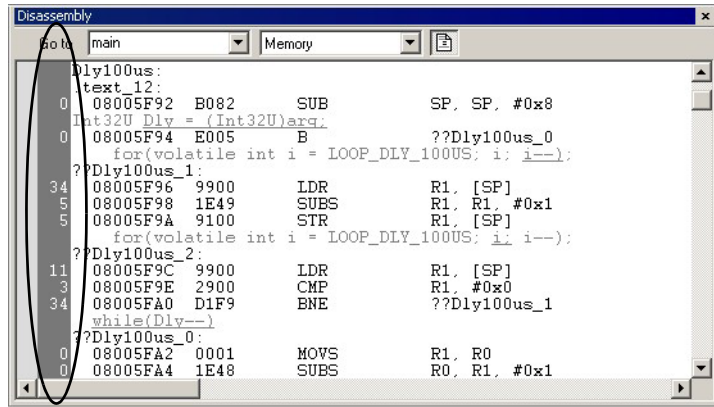 Disassembly
Go to main Memory
Dly100us:
.text_12:
0 08005F92 B082 SUB SP, SP, #0x8
Int32U Dly = (Int32U)arg;
0 08005F94 E005 B ??Dly100us_0
for(volatile int i = LOOP_DLY_100US; i; i--);
??Dly100us_1:
34 08005F96 9900 LDR R1, [SP]
5 08005F98 1E49 SUBS R1, R1, #0x1
5 08005F9A 9100 STR R1, [SP]
for(volatile int i = LOOP_DLY_100US; i; i--);
??Dly100us_2:
11 08005F9C 9900 LDR R1, [SP]
3 08005F9E 2900 CMP R1, #0x0
34 08005FA0 D1F9 BNE ??Dly100us_1
while(Dly--)
??Dly100us_0:
0 08005FA2 0001 MOVS R1, R0
0 08005FA4 1E48 SUBS R0, R1, #0x1